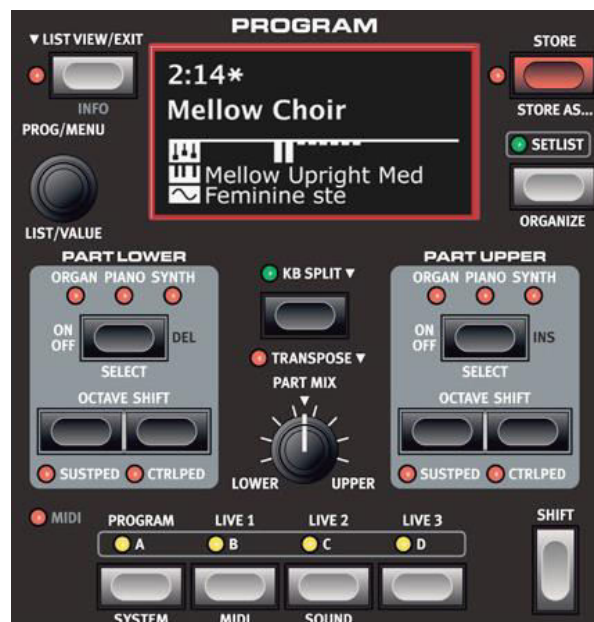 PROGRAM
▼ LIST VIEW/EXIT
STORE
INFO
STORE AS...
PROG/MENU
SETLIST
2:14*
Mellow Choir
Mellow Upright Med
Feminine ste
LIST/VALUE
ORGANIZE
PART LOWER
ORGAN PIANO SYNTH
ON
OFF
DEL
SELECT
OCTAVE SHIFT
SUSTPED CTRLPED
KB SPLIT ▼
TRANSPOSE ▼
PART MIX
LOWER UPPER
PART UPPER
ORGAN PIANO SYNTH
ON
OFF
INS
SELECT
OCTAVE SHIFT
SUSTPED CTRLPED
MIDI
PROGRAM LIVE 1 LIVE 2 LIVE 3
A B C D
SHIFT
SYSTEM MIDI SOUND